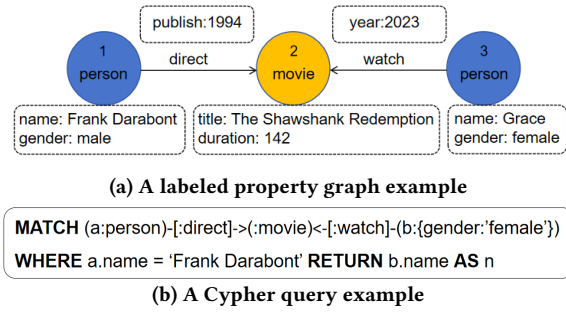 publish:1994
year:2023
1
person
direct
2
movie
watch
3
person
name: Frank Darabont
gender: male
title: The Shawshank Redemption
duration: 142
name: Grace
gender: female
(a) A labeled property graph example
MATCH (a:person)-[:direct]->(:movie)<-[:watch]-(b:{gender:'female'})
WHERE a.name = ‘Frank Darabont’ RETURN b.name AS n
(b) A Cypher query example